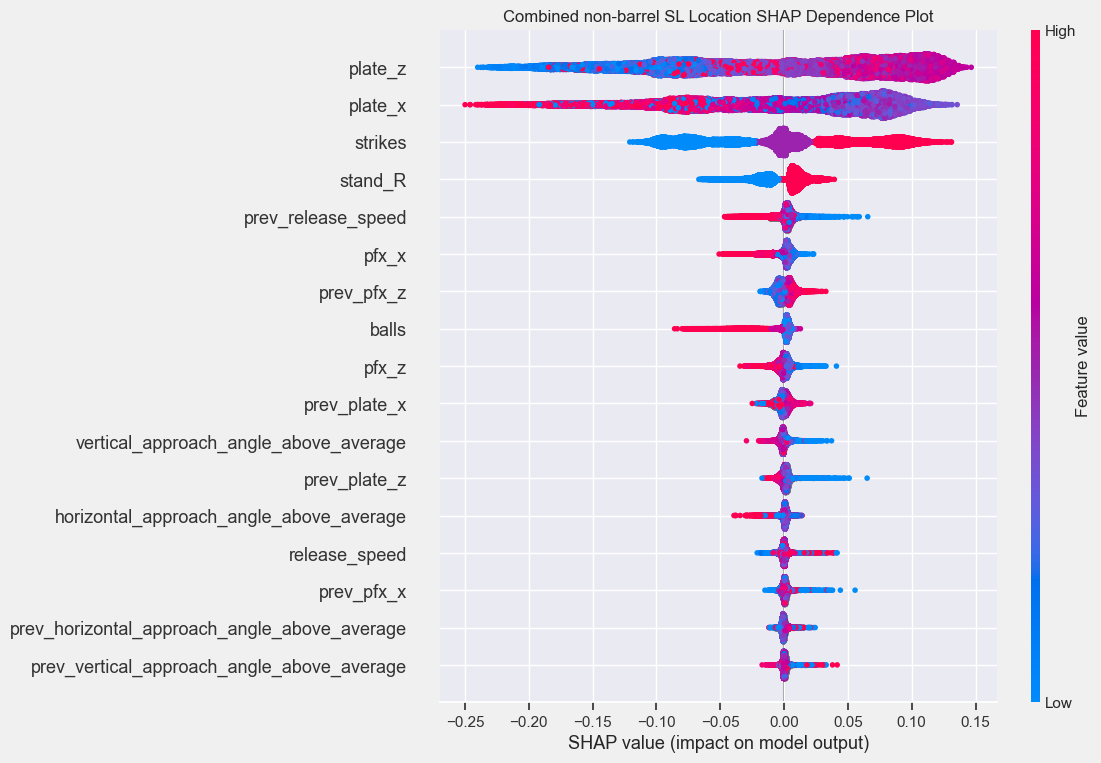 Combined non-barrel SL Location SHAP Dependence Plot
High
plate_z
plate_x
strikes
stand_R
prev_release_speed
pfx_x
prev_pfx_z
balls
pfx_z
prev_plate_x
vertical_approach_angle_above_average
prev_plate_z
horizontal_approach_angle_above_average
release_speed
prev_pfx_x
prev_horizontal_approach_angle_above_average
prev_vertical_approach_angle_above_average
Feature value
Low
−0.25 −0.20 −0.15 −0.10 −0.05 0.00 0.05 0.10 0.15
SHAP value (impact on model output)